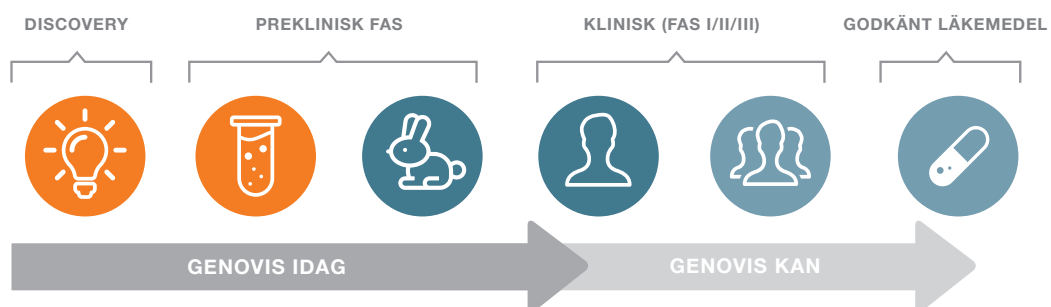 DISCOVERY
PREKLINISK FAS
KLINISK (FAS I/II/III)
GODKÄNT LÄKEMEDEL
GENOVIS IDAG
GENOVIS KAN